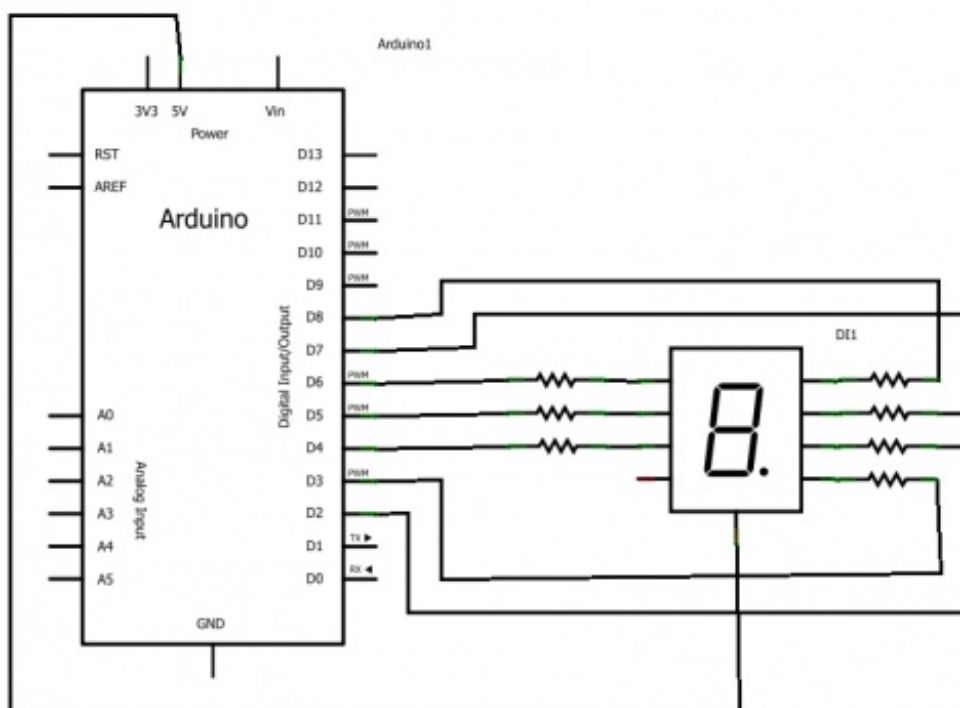 Arduino1
3V3 5V Vin
Power
RST D13
AREF D12
Arduino
D11 PWM
D10 PWM
D9 PWM
D8
D7
D6 PWM
A0 D5 PWM
A1 D4
A2 D3 PWM
A3 D2
A4 D1 TX
A5 D0 RX
Digital Input/Output
Analog Input
GND
DI1
8.